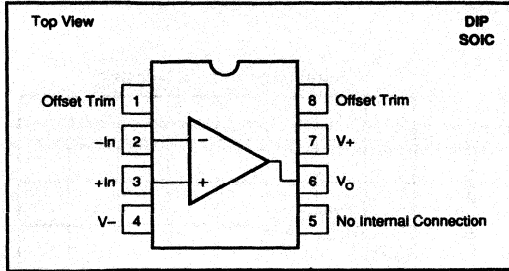 Top View
DIP
SOIC
Offset Trim 1
8 Offset Trim
–In 2
–
7 V+
+In 3
+
6 VO
V– 4
5 No Internal Connection